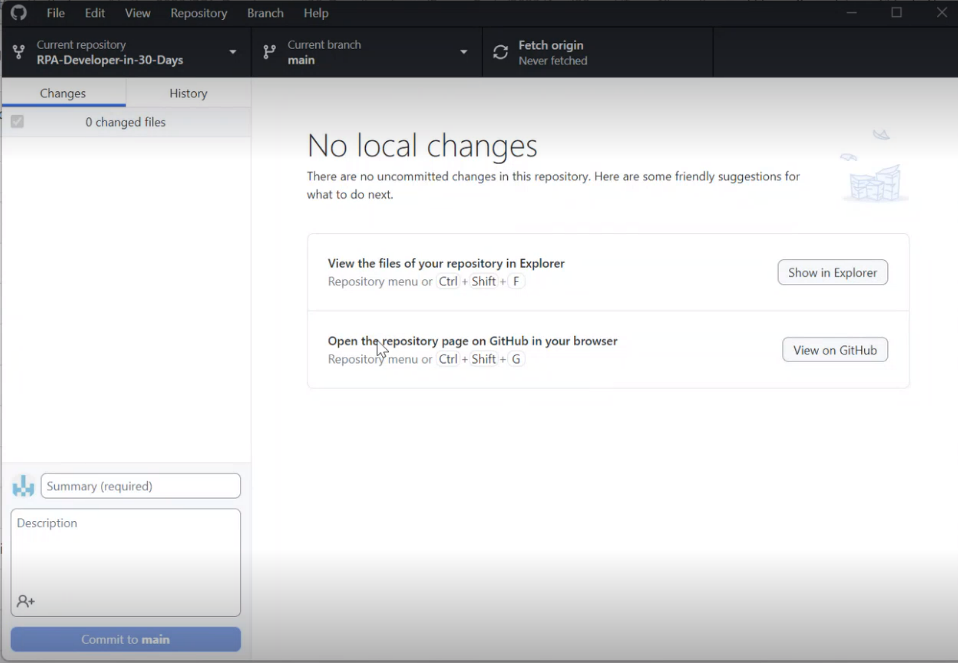 File Edit View Repository Branch Help
Current repository
RPA-Developer-in-30-Days
Current branch
main
Fetch origin
Never fetched
Changes
History
0 changed files
No local changes
There are no uncommitted changes in this repository. Here are some friendly suggestions for
what to do next.
View the files of your repository in Explorer
Repository menu or Ctrl + Shift + F
Show in Explorer
Open the repository page on GitHub in your browser
Repository menu or Ctrl + Shift + G
View on GitHub
Summary (required)
Description
Commit to main